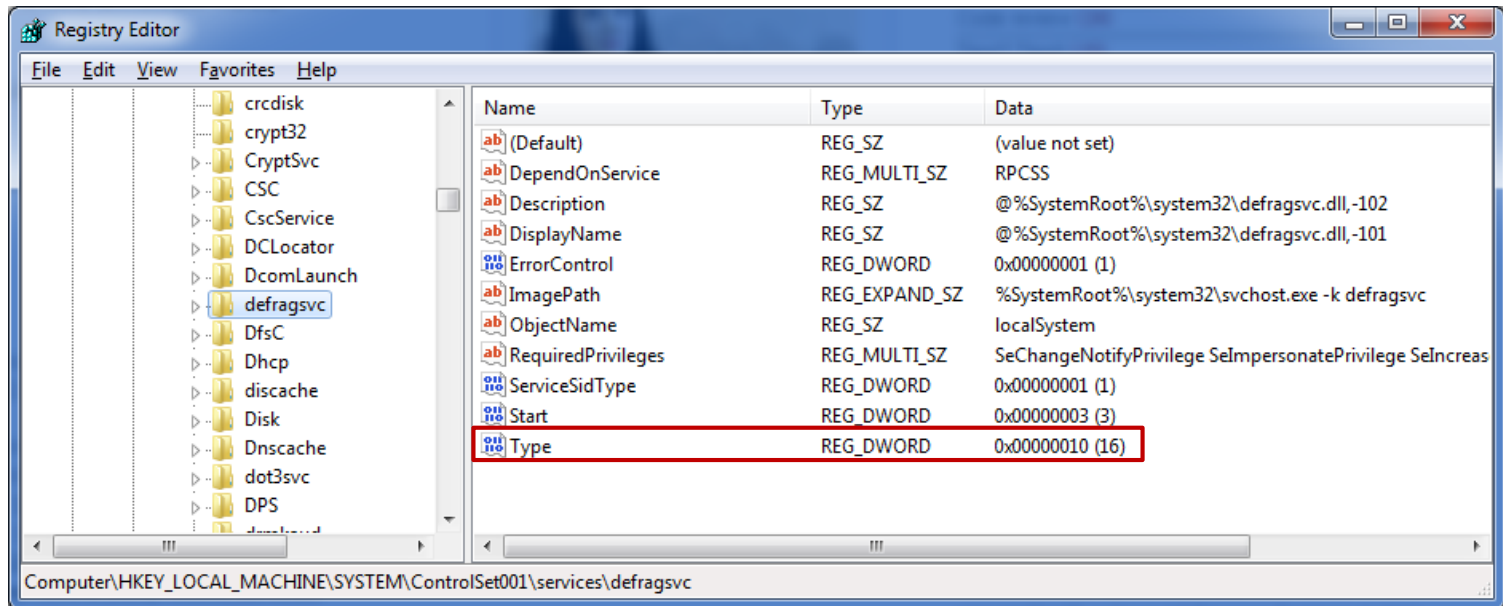 Registry Editor
File Edit View Favorites Help
crcdisk
crypt32
CryptSvc
CSC
CscService
DCLocator
DcomLaunch
defragsvc
DfsC
Dhcp
discache
Disk
Dnscache
dot3svc
DPS
Name Type Data
(Default) REG_SZ (value not set)
DependOnService REG_MULTI_SZ RPCSS
Description REG_SZ @%SystemRoot%\system32\defragsvc.dll,-102
DisplayName REG_SZ @%SystemRoot%\system32\defragsvc.dll,-101
ErrorControl REG_DWORD 0x00000001 (1)
ImagePath REG_EXPAND_SZ %SystemRoot%\system32\svchost.exe -k defragsvc
ObjectName REG_SZ localSystem
RequiredPrivileges REG_MULTI_SZ SeChangeNotifyPrivilege SeImpersonatePrivilege SeIncreas
ServiceSidType REG_DWORD 0x00000001 (1)
Start REG_DWORD 0x00000003 (3)
Type REG_DWORD 0x00000010 (16)
Computer\HKEY_LOCAL_MACHINE\SYSTEM\ControlSet001\services\defragsvc